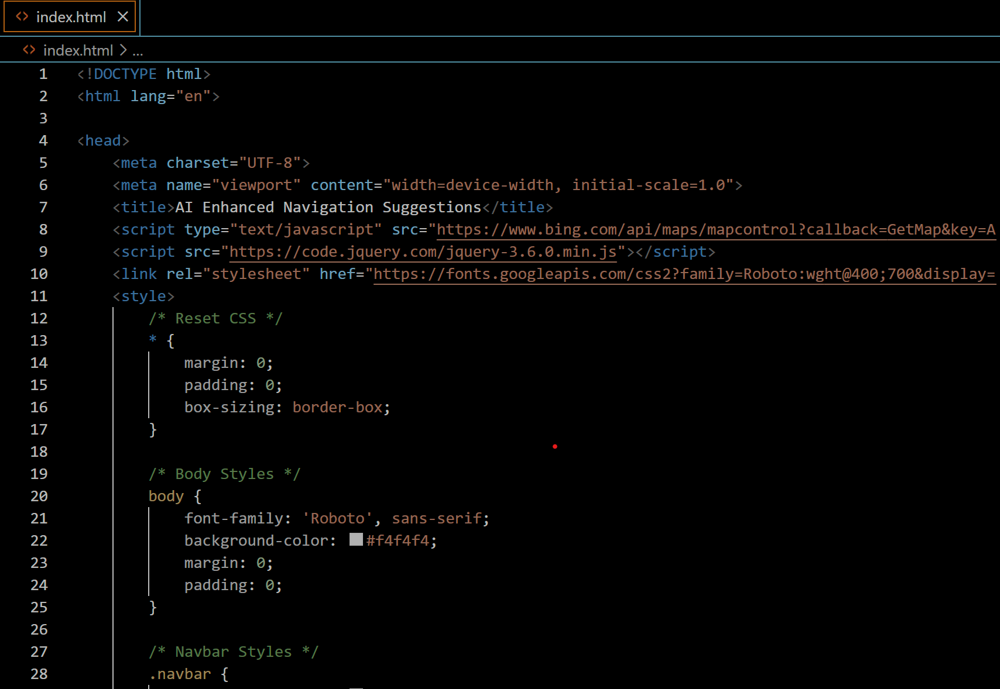 index.html
index.html > ...
1 <!DOCTYPE html>
2 <html lang="en">
3
4 <head>
5     <meta charset="UTF-8">
6     <meta name="viewport" content="width=device-width, initial-scale=1.0">
7     <title>AI Enhanced Navigation Suggestions</title>
8     <script type="text/javascript" src="https://www.bing.com/api/maps/mapcontrol?callback=GetMap&key=A
9     <script src="https://code.jquery.com/jquery-3.6.0.min.js"></script>
10     <link rel="stylesheet" href="https://fonts.googleapis.com/css2?family=Roboto:wght@400;700&display=
11     <style>
12         /* Reset CSS */
13         * {
14             margin: 0;
15             padding: 0;
16             box-sizing: border-box;
17         }
18
19         /* Body Styles */
20         body {
21             font-family: 'Roboto', sans-serif;
22             background-color: #f4f4f4;
23             margin: 0;
24             padding: 0;
25         }
26
27         /* Navbar Styles */
28         .navbar {